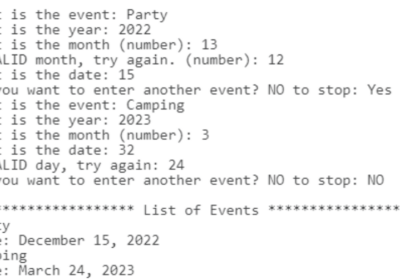 t is the event: Party
t is the year: 2022
t is the month (number): 13
ALID month, try again. (number): 12
t is the date: 15
you want to enter another event? NO to stop: Yes
t is the event: Camping
t is the year: 2023
t is the month (number): 3
t is the date: 32
ALID day, try again: 24
you want to enter another event? NO to stop: NO
***************** List of Events ****************
ty
e: December 15, 2022
ping
e: March 24, 2023